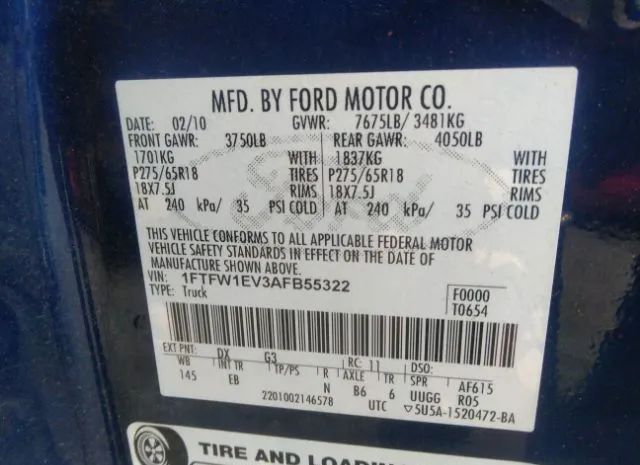 MFD. BY FORD MOTOR CO.
DATE: 02/10 GVWR: 7675LB/ 3481KG
FRONT GAWR: 3750LB REAR GAWR: 4050LB
1701KG WITH 1837KG WITH
P275/65R18 TIRES P275/65R18 TIRES
18X7.5J RIMS 18X7.5J RIMS
AT 240 kPa/ 35 PSI COLD AT 240 kPa/ 35 PSI COLD
THIS VEHICLE CONFORMS TO ALL APPLICABLE FEDERAL MOTOR
VEHICLE SAFETY STANDARDS IN EFFECT ON THE DATE OF
MANUFACTURE SHOWN ABOVE.
VIN: 1FTFW1EV3AFB55322
TYPE: Truck
F0000
T0654
EXT PNT: DX G3 RC: 11 DSO:
WB INT TR TP/PS R AXLE TR SPR AF615
145 EB N B6 6 UUGG R05
2201002146578 UTC ▽5U5A-1520472-BA
TIRE AND LOADIN